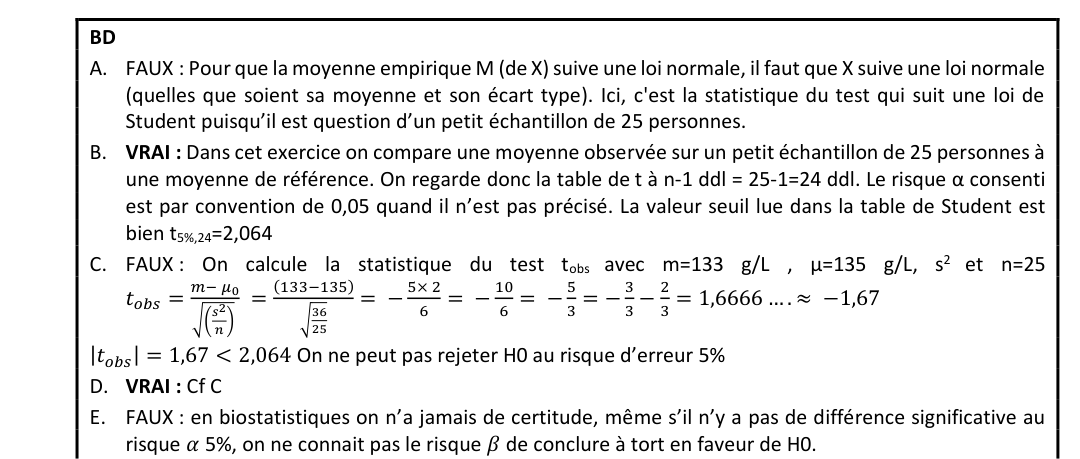 BD
A. FAUX : Pour que la moyenne empirique M (de X) suive une loi normale, il faut que X suive une loi normale
(quelles que soient sa moyenne et son écart type). Ici, c'est la statistique du test qui suit une loi de
Student puisqu'il est question d'un petit échantillon de 25 personnes.
B. VRAI : Dans cet exercice on compare une moyenne observée sur un petit échantillon de 25 personnes à
une moyenne de référence. On regarde donc la table de t à n-1 ddl = 25-1=24 ddl. Le risque α consenti
est par convention de 0,05 quand il n'est pas précisé. La valeur seuil lue dans la table de Student est
bien t₅%,₂₄=2,064
C. FAUX : On calcule la statistique du test tobs avec m=133 g/L , µ=135 g/L, s² et n=25
tobs = (m− μ₀)/√(s²/n) = (133−135)/√(36/25) = − (5× 2)/6 = − 10/6 = − 5/3 = − 3/3 − 2/3 = 1,6666 .... ≈ −1,67
|tobs| = 1,67 < 2,064 On ne peut pas rejeter H0 au risque d'erreur 5%
D. VRAI : Cf C
E. FAUX : en biostatistiques on n'a jamais de certitude, même s'il n'y a pas de différence significative au
risque α 5%, on ne connait pas le risque β de conclure à tort en faveur de H0.